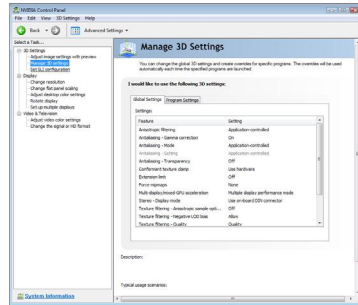 NVIDIA Control Panel
File Edit View 3D Settings Help
Back Advanced Settings
Select a Task...
3D Settings
Adjust image settings with preview
Manage 3D settings
Set SLI configuration
Display
Change resolution
Change flat panel scaling
Adjust desktop color settings
Rotate display
Set up multiple displays
Video & Television
Adjust video color settings
Change the signal or HD format
System Information
Manage 3D Settings
You can change the global 3D settings and create overrides for specific programs. The overrides will be used
automatically each time the specified programs are launched.
I would like to use the following 3D settings:
Global Settings Program Settings
Settings:
Feature Setting
Anisotropic filtering Application-controlled
Antialiasing - Gamma correction On
Antialiasing - Mode Application-controlled
Antialiasing - Setting Application-controlled
Antialiasing - Transparency Off
Conformant texture clamp Use hardware
Extension limit Off
Force mipmaps None
Multi-display/mixed-GPU acceleration Multiple display performance mode
Stereo - Display mode Use on-board DIN connector
Texture filtering - Anisotropic sample opti... Off
Texture filtering - Negative LOD bias Allow
Texture filtering - Quality Quality
Description:
Typical usage scenarios: